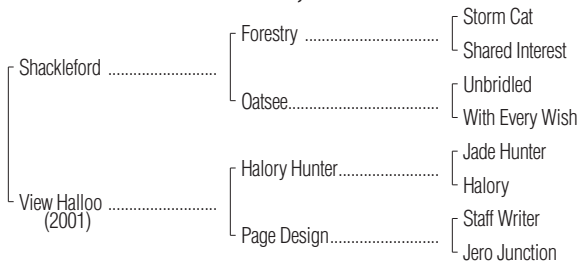 Storm Cat
Forestry ........................................
Shared Interest
Shackleford ................................
Unbridled
Oatsee................................................
With Every Wish
Jade Hunter
Halory Hunter..............................
Halory
View Halloo ................................
(2001)
Staff Writer
Page Design................................
Jero Junction